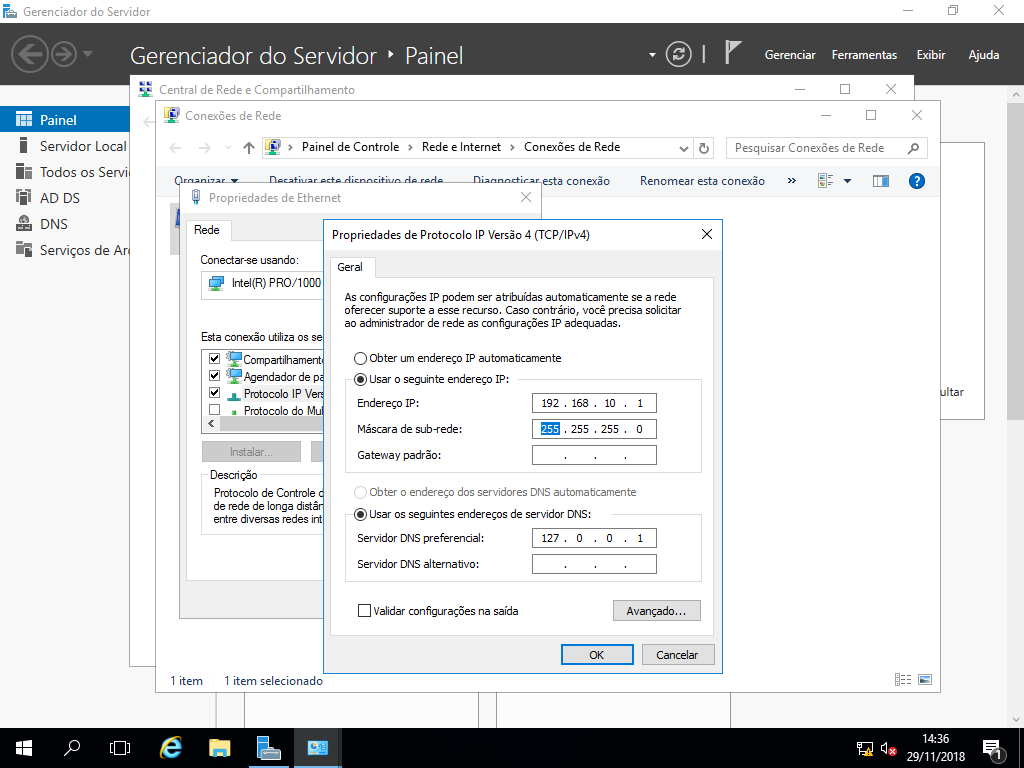 Gerenciador do Servidor
Gerenciador do Servidor ‣ Painel
Gerenciar Ferramentas Exibir Ajuda
Central de Rede e Compartilhamento
Conexões de Rede
Painel
Servidor Local
Todos os Servi
AD DS
DNS
Serviços de Ar
Painel de Controle > Rede e Internet > Conexões de Rede
Pesquisar Conexões de Rede
Organizar Desativar este dispositivo de rede Diagnosticar esta conexão Renomear esta conexão »
Propriedades de Ethernet
Rede
Conectar-se usando:
Intel(R) PRO/1000
Esta conexão utiliza os se
Compartilhamento
Agendador de pa
Protocolo IP Vers
Protocolo do Mul
Instalar...
Descrição
Protocolo de Controle d
de rede de longa distân
entre diversas redes int
Propriedades de Protocolo IP Versão 4 (TCP/IPv4)
Geral
As configurações IP podem ser atribuídas automaticamente se a rede
oferecer suporte a esse recurso. Caso contrário, você precisa solicitar
ao administrador de rede as configurações IP adequadas.
Obter um endereço IP automaticamente
Usar o seguinte endereço IP:
Endereço IP: 192 . 168 . 10 . 1
Máscara de sub-rede: 255 . 255 . 255 . 0
Gateway padrão: . . .
Obter o endereço dos servidores DNS automaticamente
Usar os seguintes endereços de servidor DNS:
Servidor DNS preferencial: 127 . 0 . 0 . 1
Servidor DNS alternativo: . . .
Validar configurações na saída
Avançado...
OK Cancelar
ultar
1 item 1 item selecionado
14:36
29/11/2018
1